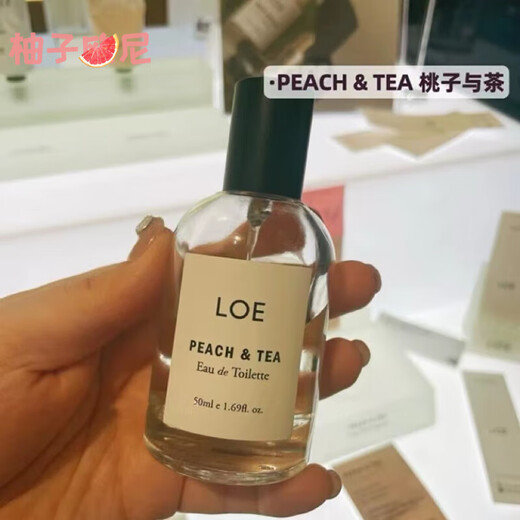 柚子 尼
·PEACH & TEA 桃子与茶
LOE
PEACH & TEA
Eau de Toilette
50ml e 1.69fl. oz.